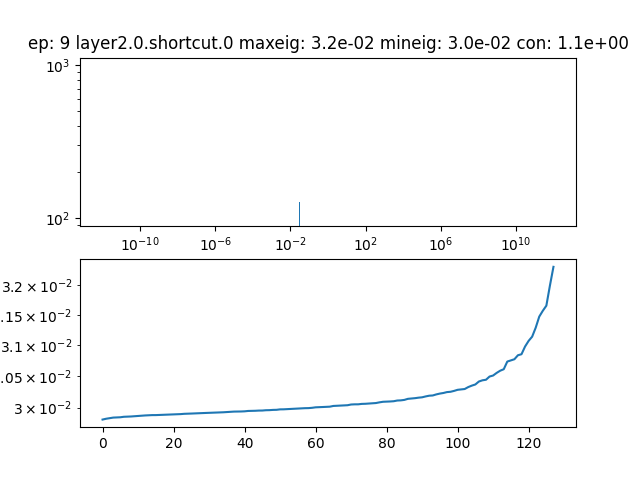 ep: 9 layer2.0.shortcut.0 maxeig: 3.2e-02 mineig: 3.0e-02 con: 1.1e+00
10³
10²
10⁻¹⁰ 10⁻⁶ 10⁻² 10² 10⁶ 10¹⁰
3.2 × 10⁻²
.15 × 10⁻²
3.1 × 10⁻²
.05 × 10⁻²
3 × 10⁻²
0 20 40 60 80 100 120